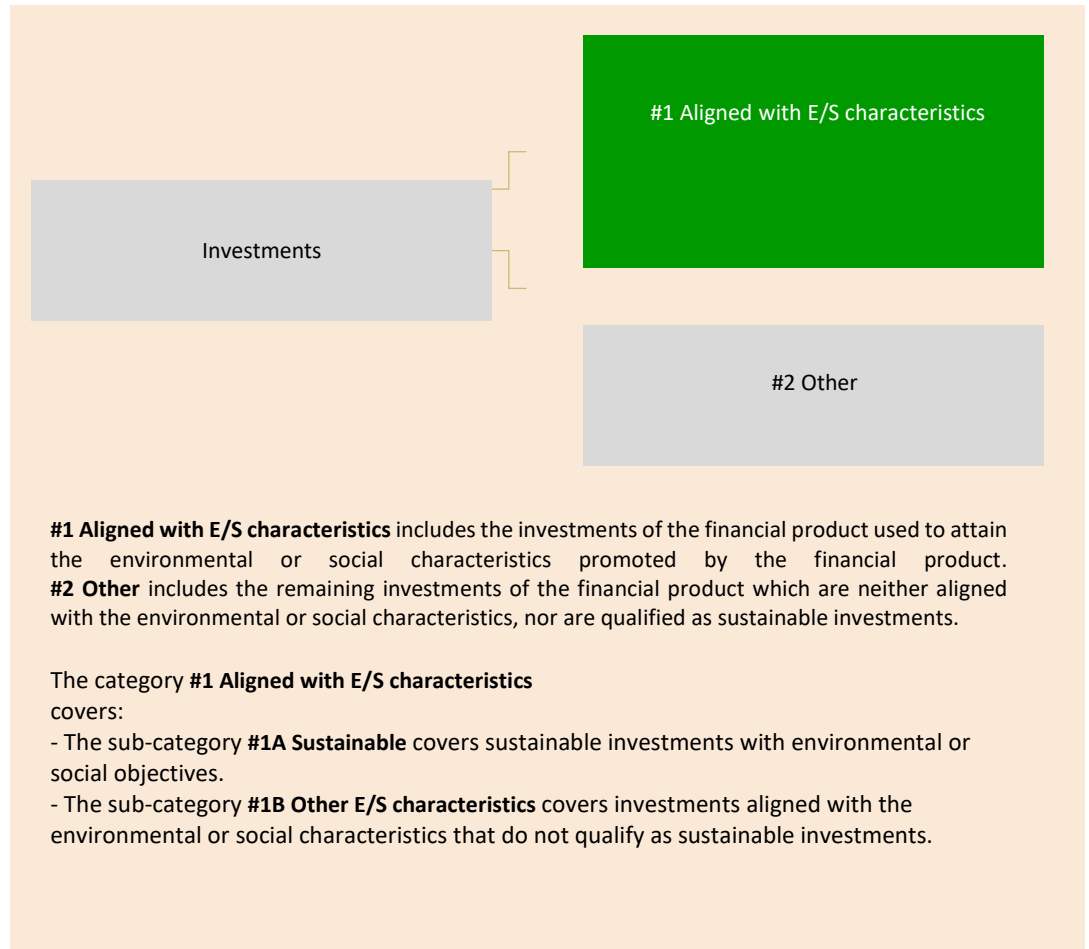 #1 Aligned with E/S characteristics
Investments
#2 Other
#1 Aligned with E/S characteristics includes the investments of the financial product used to attain
the environmental or social characteristics promoted by the financial product.
#2 Other includes the remaining investments of the financial product which are neither aligned
with the environmental or social characteristics, nor are qualified as sustainable investments.
The category #1 Aligned with E/S characteristics
covers:
- The sub-category #1A Sustainable covers sustainable investments with environmental or
social objectives.
- The sub-category #1B Other E/S characteristics covers investments aligned with the
environmental or social characteristics that do not qualify as sustainable investments.